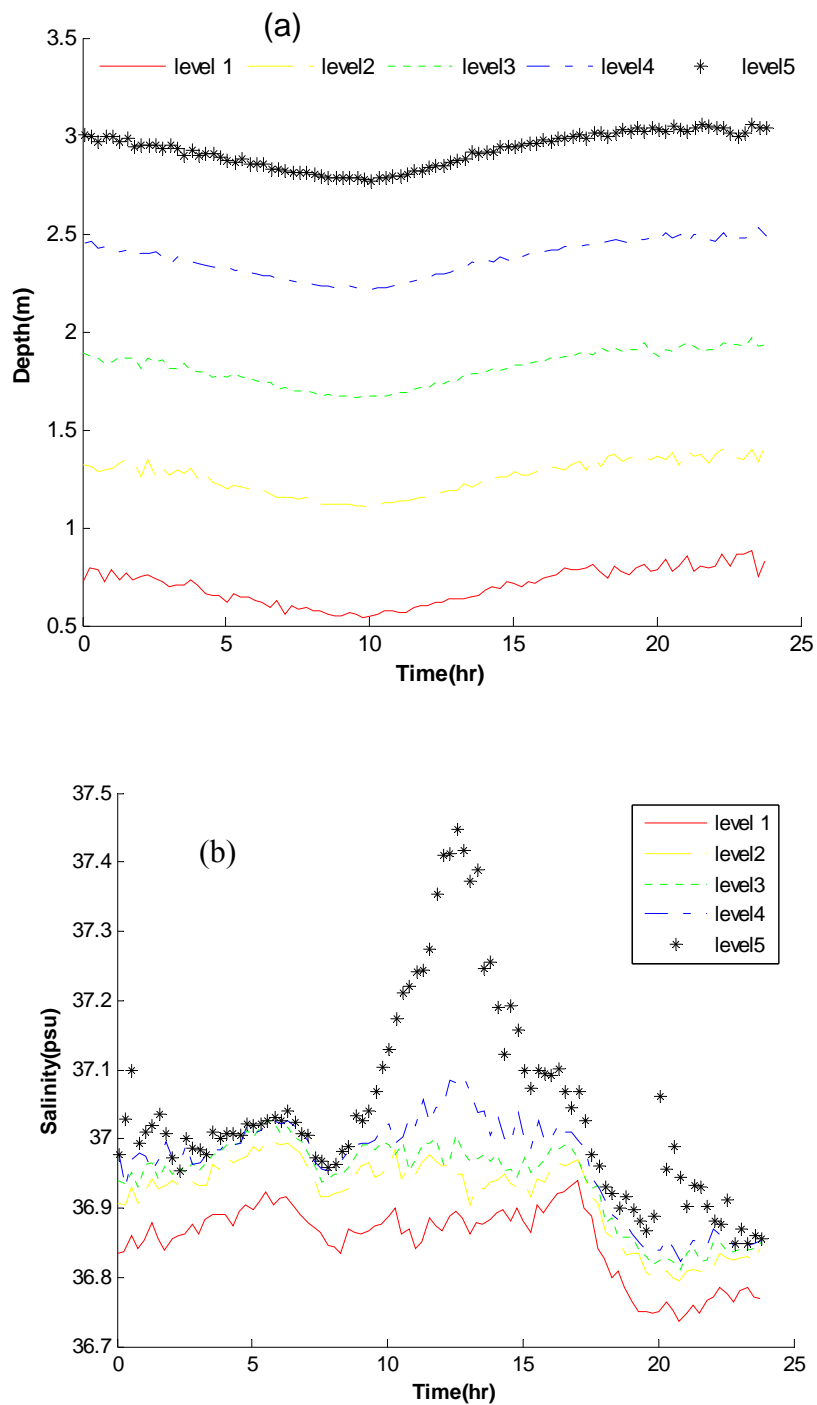 (a)
3.5
level 1 level2 level3 level4 level5
3
2.5
2
1.5
1
0.5
Depth(m)
0 5 10 15 20 25
Time(hr)
37.5
(b)
level 1
level2
level3
level4
level5
37.4
37.3
37.2
37.1
37
36.9
36.8
36.7
Salinity(psu)
0 5 10 15 20 25
Time(hr)